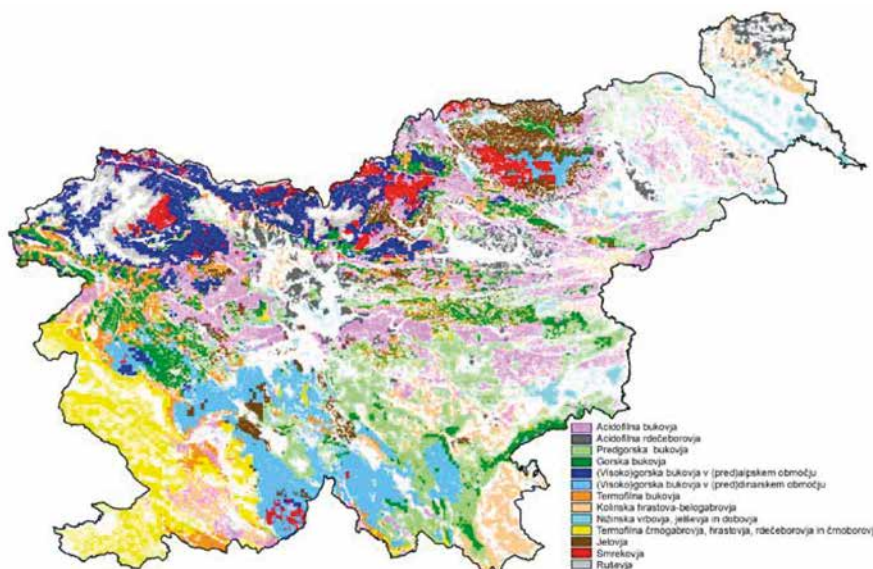 Acidofilna bukovja
Acidofilna rdečeborovja
Predgorska bukovja
Gorska bukovja
(Visoko)gorska bukovja v (pred)alpskem območju
(Visoko)gorska bukovja v (pred)dinarskem območju
Termofilna bukovja
Kolinska hrastova-belogabrovja
Nižinska vrbovja, jelševja in dobovja
Termofilna črnogabrovja, hrastovja, rdečeborovja in črnoborovja
Jelovja
Smrekovja
Ruševja